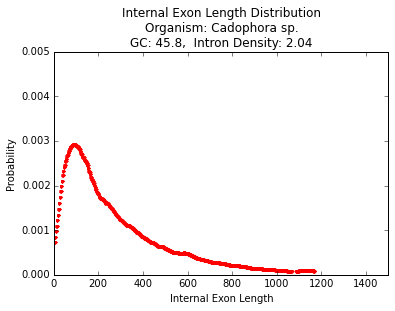 Internal Exon Length Distribution
Organism: Cadophora sp.
GC: 45.8,  Intron Density: 2.04
0.005
0.004
0.003
0.002
0.001
0.000
Probability
0 200 400 600 800 1000 1200 1400
Internal Exon Length